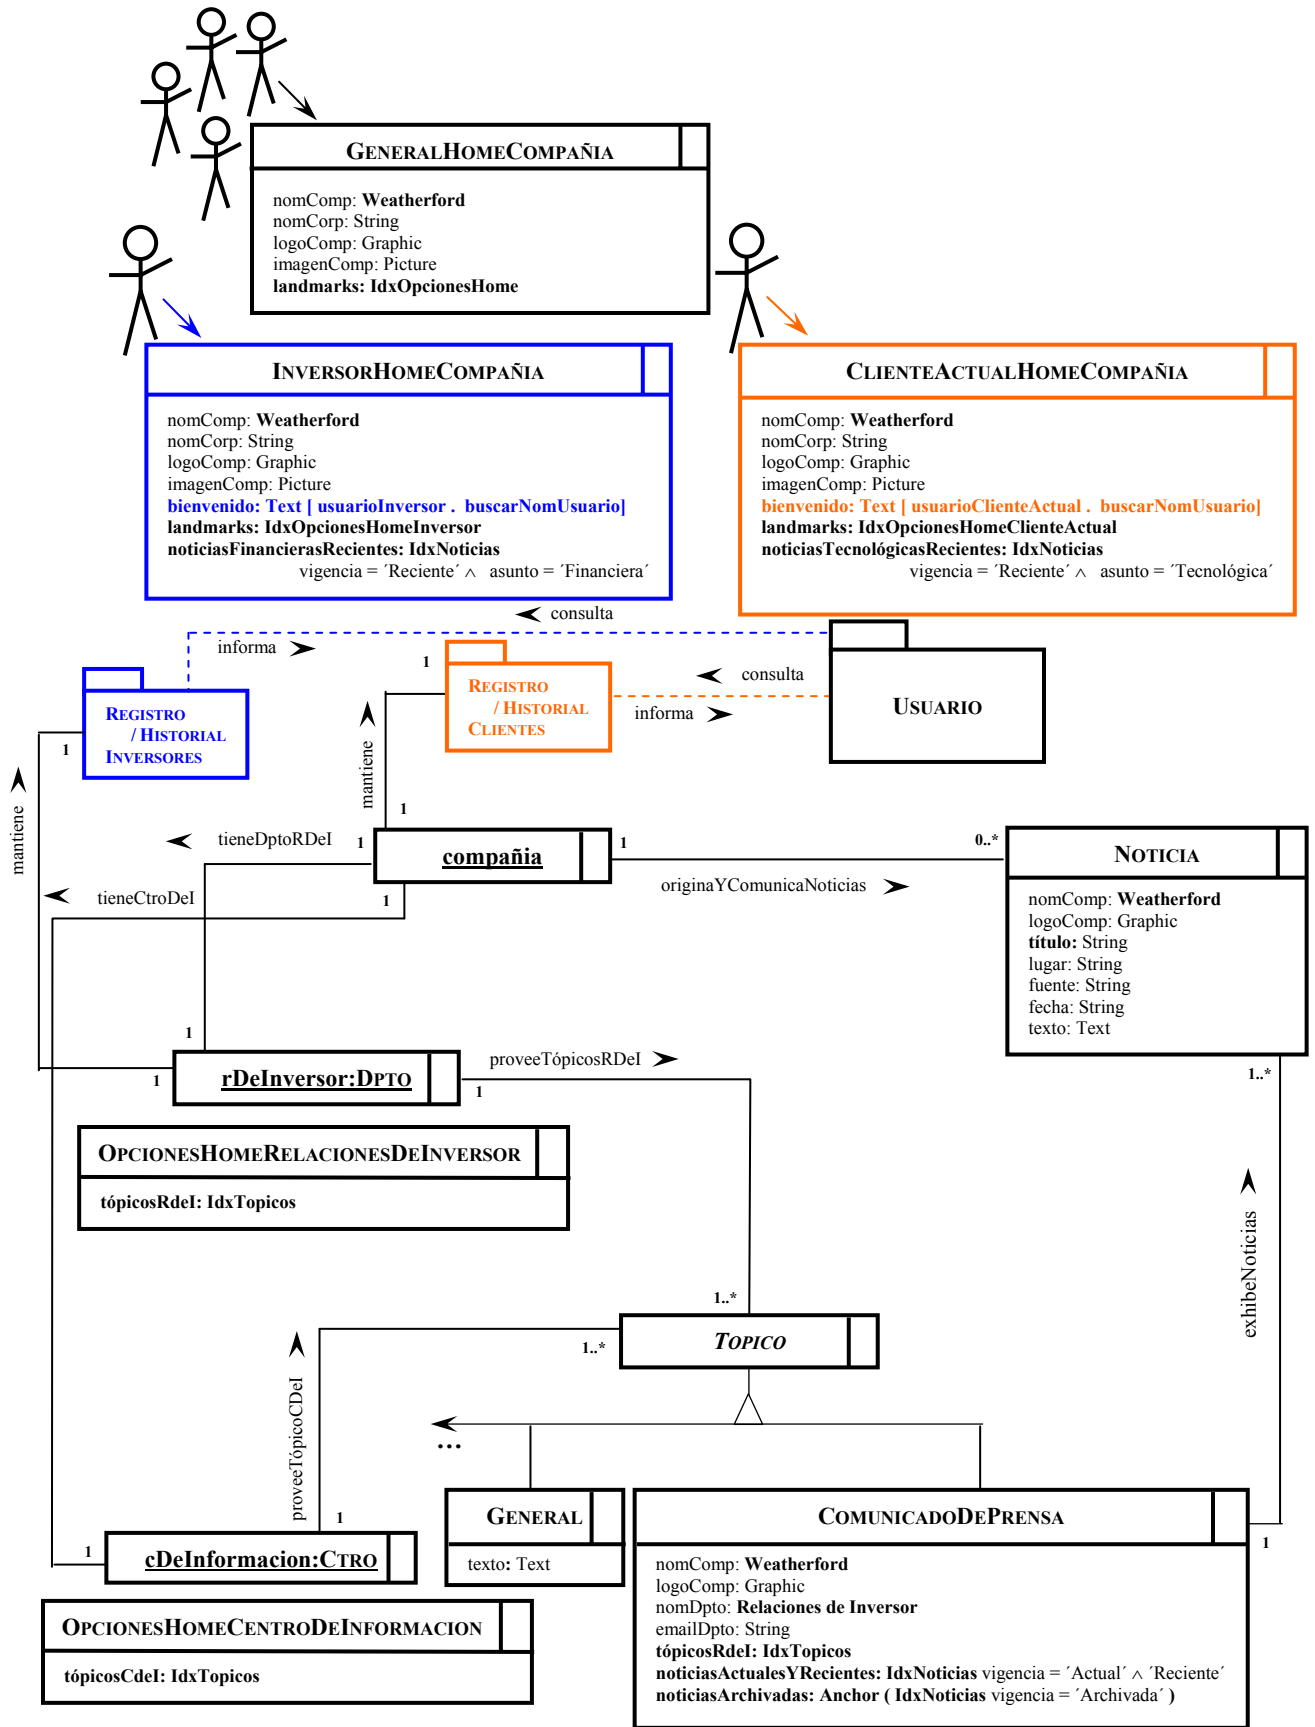 GENERALHOMECOMPAÑIA
nomComp: Weatherford
nomCorp: String
logoComp: Graphic
imagenComp: Picture
landmarks: IdxOpcionesHome
INVERSORHOMECOMPAÑIA
nomComp: Weatherford
nomCorp: String
logoComp: Graphic
imagenComp: Picture
bienvenido: Text [ usuarioInversor . buscarNomUsuario]
landmarks: IdxOpcionesHomeInversor
noticiasFinancierasRecientes: IdxNoticias
vigencia = ´Reciente´ ∧ asunto = ´Financiera´
CLIENTEACTUALHOMECOMPAÑIA
nomComp: Weatherford
nomCorp: String
logoComp: Graphic
imagenComp: Picture
bienvenido: Text [ usuarioClienteActual . buscarNomUsuario]
landmarks: IdxOpcionesHomeClienteActual
noticiasTecnológicasRecientes: IdxNoticias
vigencia = ´Reciente´ ∧ asunto = ´Tecnológica´
consulta
informa
1
REGISTRO
/ HISTORIAL
CLIENTES
consulta
informa
USUARIO
REGISTRO
/ HISTORIAL
INVERSORES
1
mantiene
mantiene
1
tieneDptoRDeI
1
compañia
1
0..*
originaYComunicaNoticias
tieneCtroDeI
1
NOTICIA
nomComp: Weatherford
logoComp: Graphic
título: String
lugar: String
fuente: String
fecha: String
texto: Text
1
1
rDeInversor:DPTO
1
proveeTópicosRDeI
1..*
OPCIONESHOMERELACIONESDEINVERSOR
tópicosRdeI: IdxTopicos
exhibeNoticias
1..*
1..*
TOPICO
proveeTópicoCDeI
...
1
1
cDeInformacion:CTRO
GENERAL
texto: Text
COMUNICADODEPRENSA
1
nomComp: Weatherford
logoComp: Graphic
nomDpto: Relaciones de Inversor
emailDpto: String
tópicosRdeI: IdxTopicos
noticiasActualesYRecientes: IdxNoticias vigencia = ´Actual´ ∧ ´Reciente´
noticiasArchivadas: Anchor ( IdxNoticias vigencia = ´Archivada´ )
OPCIONESHOMECENTRODEINFORMACION
tópicosCdeI: IdxTopicos